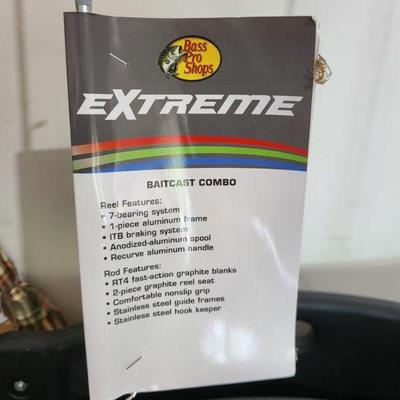 Bass
Pro
Shops
EXTREME
BAITCAST COMBO
Reel Features:
• 7-bearing system
• 1-piece aluminum frame
• ITB braking system
• Anodized-aluminum spool
• Recurve aluminum handle
Rod Features:
• RT4 fast-action graphite blanks
• 2-piece graphite reel seat
• Comfortable nonslip grip
• Stainless steel guide frames
• Stainless steel hook keeper